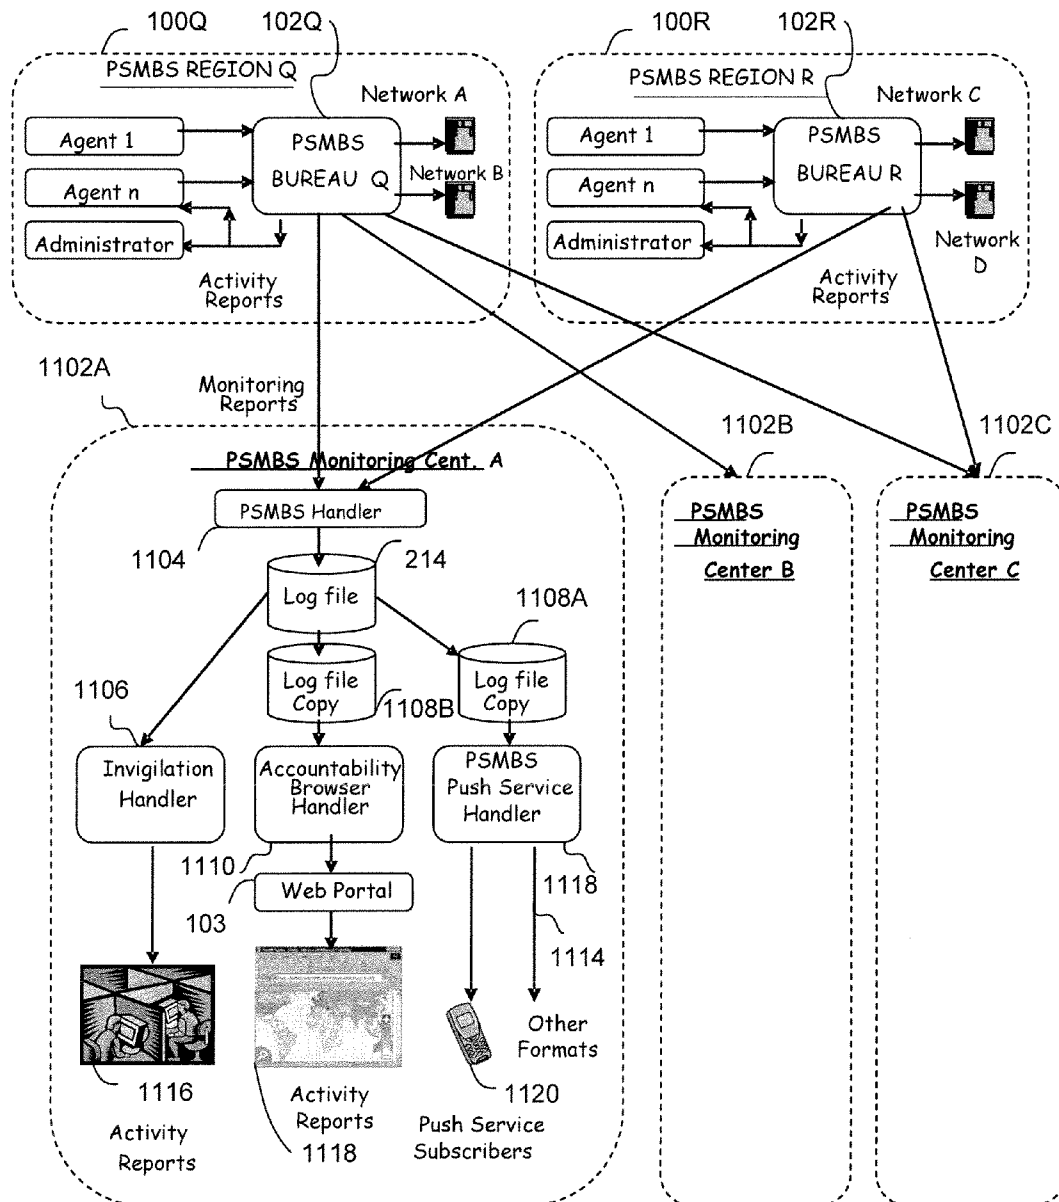 100Q
102Q
100R
102R
PSMBS REGION Q
PSMBS REGION R
Network A
Network C
Agent 1
PSMBS
BUREAU Q
Agent n
Network B
Administrator
Activity
Reports
Agent 1
PSMBS
BUREAU R
Agent n
Administrator
Network
D
Activity
Reports
1102A
Monitoring
Reports
1102B
1102C
PSMBS Monitoring Cent. A
PSMBS
Monitoring
Center B
PSMBS
Monitoring
Center C
PSMBS Handler
1104
214
Log file
1108A
Log file
Copy
Log file
Copy
1106
1108B
Invigilation
Handler
Accountability
Browser
Handler
PSMBS
Push Service
Handler
1110
1118
Web Portal
103
1114
Other
Formats
1116
1120
Activity
Reports
1118
Activity
Reports
Push Service
Subscribers